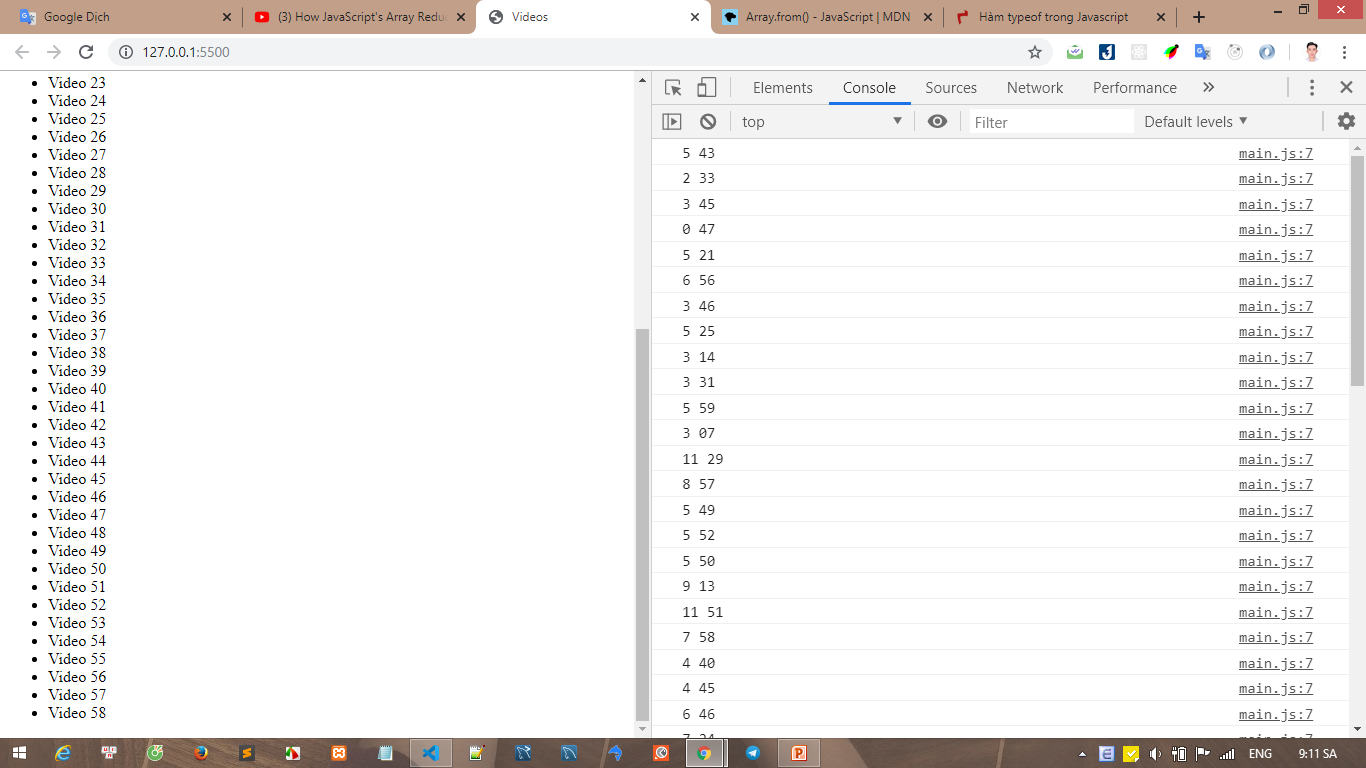 Google Dịch
(3) How JavaScript's Array Redu
Videos
Array.from() - JavaScript | MDN
Hàm typeof trong Javascript
127.0.0.1:5500
Video 23
Video 24
Video 25
Video 26
Video 27
Video 28
Video 29
Video 30
Video 31
Video 32
Video 33
Video 34
Video 35
Video 36
Video 37
Video 38
Video 39
Video 40
Video 41
Video 42
Video 43
Video 44
Video 45
Video 46
Video 47
Video 48
Video 49
Video 50
Video 51
Video 52
Video 53
Video 54
Video 55
Video 56
Video 57
Video 58
Elements Console Sources Network Performance
top Filter Default levels
5 43 main.js:7
2 33 main.js:7
3 45 main.js:7
0 47 main.js:7
5 21 main.js:7
6 56 main.js:7
3 46 main.js:7
5 25 main.js:7
3 14 main.js:7
3 31 main.js:7
5 59 main.js:7
3 07 main.js:7
11 29 main.js:7
8 57 main.js:7
5 49 main.js:7
5 52 main.js:7
5 50 main.js:7
9 13 main.js:7
11 51 main.js:7
7 58 main.js:7
4 40 main.js:7
4 45 main.js:7
6 46 main.js:7
ENG 9:11 SA